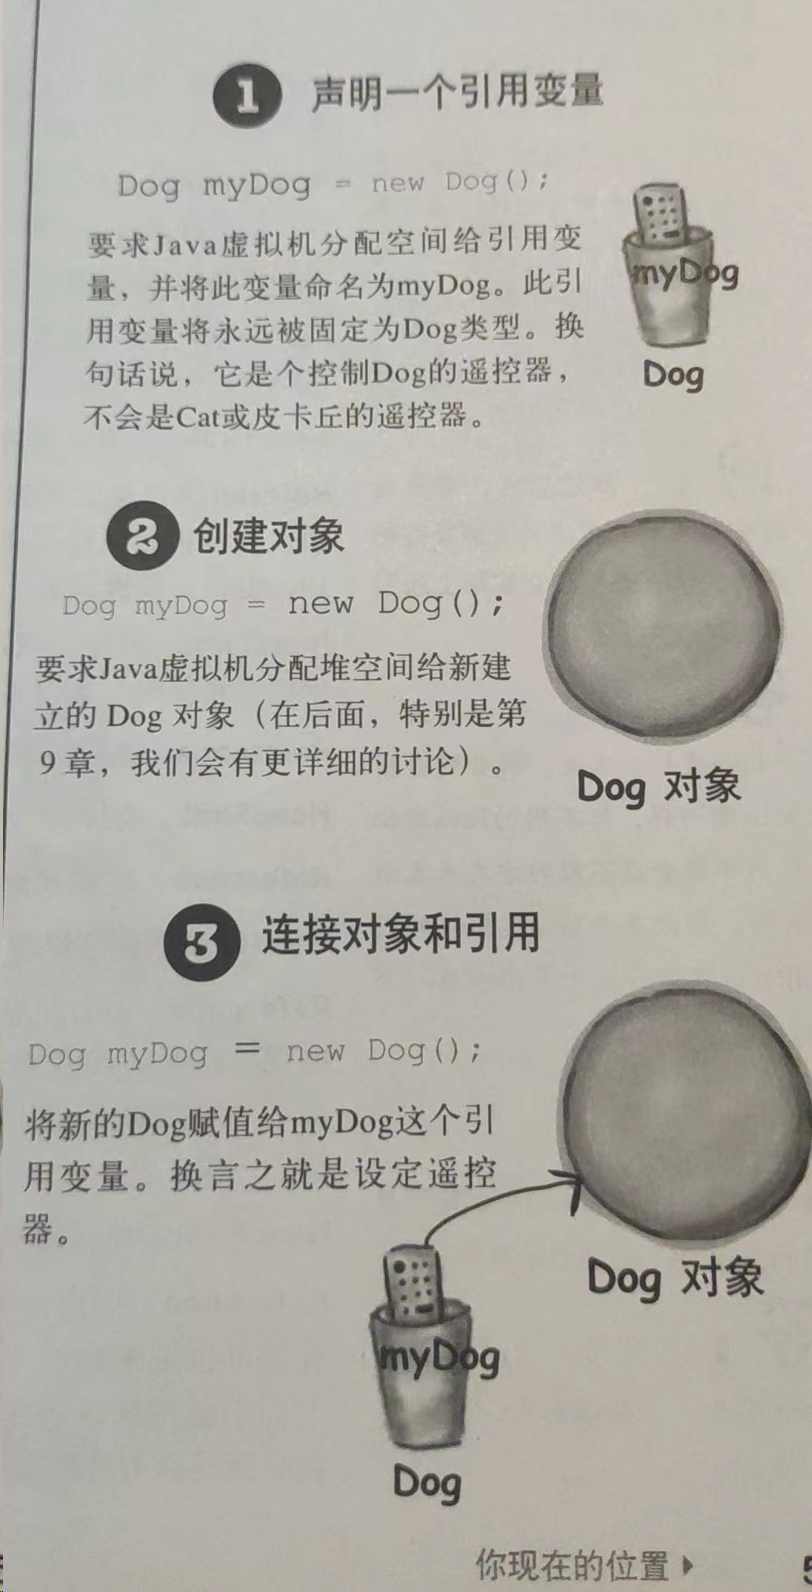 1 声明一个引用变量
Dog myDog = new Dog();
要求Java虚拟机分配空间给引用变
量，并将此变量命名为myDog。此引
用变量将永远被固定为Dog类型。换
句话说，它是个控制Dog的遥控器，
不会是Cat或皮卡丘的遥控器。
myDog
Dog
2 创建对象
Dog myDog = new Dog();
要求Java虚拟机分配堆空间给新建
立的 Dog 对象（在后面，特别是第
9 章，我们会有更详细的讨论）。
Dog 对象
3 连接对象和引用
Dog myDog = new Dog();
将新的Dog赋值给myDog这个引
用变量。换言之就是设定遥控
器。
Dog 对象
myDog
Dog
你现在的位置